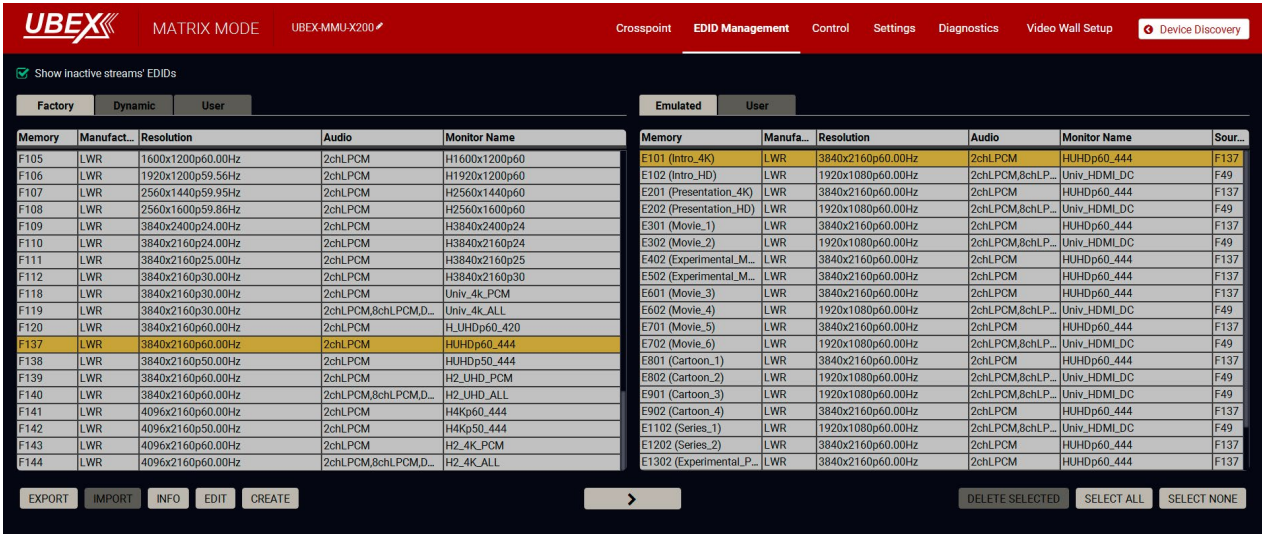 UBEX MATRIX MODE UBEX-MMU-X200 Crosspoint EDID Management Control Settings Diagnostics Video Wall Setup Device Discovery
Show inactive streams' EDIDs
Factory Dynamic User
Memory Manufact... Resolution Audio Monitor Name
F105 LWR 1600x1200p60.00Hz 2chLPCM H1600x1200p60
F106 LWR 1920x1200p59.56Hz 2chLPCM H1920x1200p60
F107 LWR 2560x1440p59.95Hz 2chLPCM H2560x1440p60
F108 LWR 2560x1600p59.86Hz 2chLPCM H2560x1600p60
F109 LWR 3840x2400p24.00Hz 2chLPCM H3840x2400p24
F110 LWR 3840x2160p24.00Hz 2chLPCM H3840x2160p24
F111 LWR 3840x2160p25.00Hz 2chLPCM H3840x2160p25
F112 LWR 3840x2160p30.00Hz 2chLPCM H3840x2160p30
F118 LWR 3840x2160p30.00Hz 2chLPCM Univ_4k_PCM
F119 LWR 3840x2160p30.00Hz 2chLPCM,8chLPCM,D... Univ_4k_ALL
F120 LWR 3840x2160p60.00Hz 2chLPCM H_UHDp60_420
F137 LWR 3840x2160p60.00Hz 2chLPCM HUHDp60_444
F138 LWR 3840x2160p50.00Hz 2chLPCM HUHDp50_444
F139 LWR 3840x2160p60.00Hz 2chLPCM H2_UHD_PCM
F140 LWR 3840x2160p60.00Hz 2chLPCM,8chLPCM,D... H2_UHD_ALL
F141 LWR 4096x2160p60.00Hz 2chLPCM H4Kp60_444
F142 LWR 4096x2160p50.00Hz 2chLPCM H4Kp50_444
F143 LWR 4096x2160p60.00Hz 2chLPCM H2_4K_PCM
F144 LWR 4096x2160p60.00Hz 2chLPCM,8chLPCM,D... H2_4K_ALL
EXPORT IMPORT INFO EDIT CREATE
>
Emulated User
Memory Manufa... Resolution Audio Monitor Name Sour...
E101 (Intro_4K) LWR 3840x2160p60.00Hz 2chLPCM HUHDp60_444 F137
E102 (Intro_HD) LWR 1920x1080p60.00Hz 2chLPCM,8chLP... Univ_HDMI_DC F49
E201 (Presentation_4K) LWR 3840x2160p60.00Hz 2chLPCM HUHDp60_444 F137
E202 (Presentation_HD) LWR 1920x1080p60.00Hz 2chLPCM,8chLP... Univ_HDMI_DC F49
E301 (Movie_1) LWR 3840x2160p60.00Hz 2chLPCM HUHDp60_444 F137
E302 (Movie_2) LWR 1920x1080p60.00Hz 2chLPCM,8chLP... Univ_HDMI_DC F49
E402 (Experimental_M... LWR 3840x2160p60.00Hz 2chLPCM HUHDp60_444 F137
E502 (Experimental_M... LWR 3840x2160p60.00Hz 2chLPCM HUHDp60_444 F137
E601 (Movie_3) LWR 3840x2160p60.00Hz 2chLPCM HUHDp60_444 F137
E602 (Movie_4) LWR 1920x1080p60.00Hz 2chLPCM,8chLP... Univ_HDMI_DC F49
E701 (Movie_5) LWR 3840x2160p60.00Hz 2chLPCM HUHDp60_444 F137
E702 (Movie_6) LWR 1920x1080p60.00Hz 2chLPCM,8chLP... Univ_HDMI_DC F49
E801 (Cartoon_1) LWR 3840x2160p60.00Hz 2chLPCM HUHDp60_444 F137
E802 (Cartoon_2) LWR 1920x1080p60.00Hz 2chLPCM,8chLP... Univ_HDMI_DC F49
E901 (Cartoon_3) LWR 1920x1080p60.00Hz 2chLPCM,8chLP... Univ_HDMI_DC F49
E902 (Cartoon_4) LWR 3840x2160p60.00Hz 2chLPCM HUHDp60_444 F137
E1102 (Series_1) LWR 1920x1080p60.00Hz 2chLPCM,8chLP... Univ_HDMI_DC F49
E1202 (Series_2) LWR 3840x2160p60.00Hz 2chLPCM HUHDp60_444 F137
E1302 (Experimental_P... LWR 3840x2160p60.00Hz 2chLPCM HUHDp60_444 F137
DELETE SELECTED SELECT ALL SELECT NONE